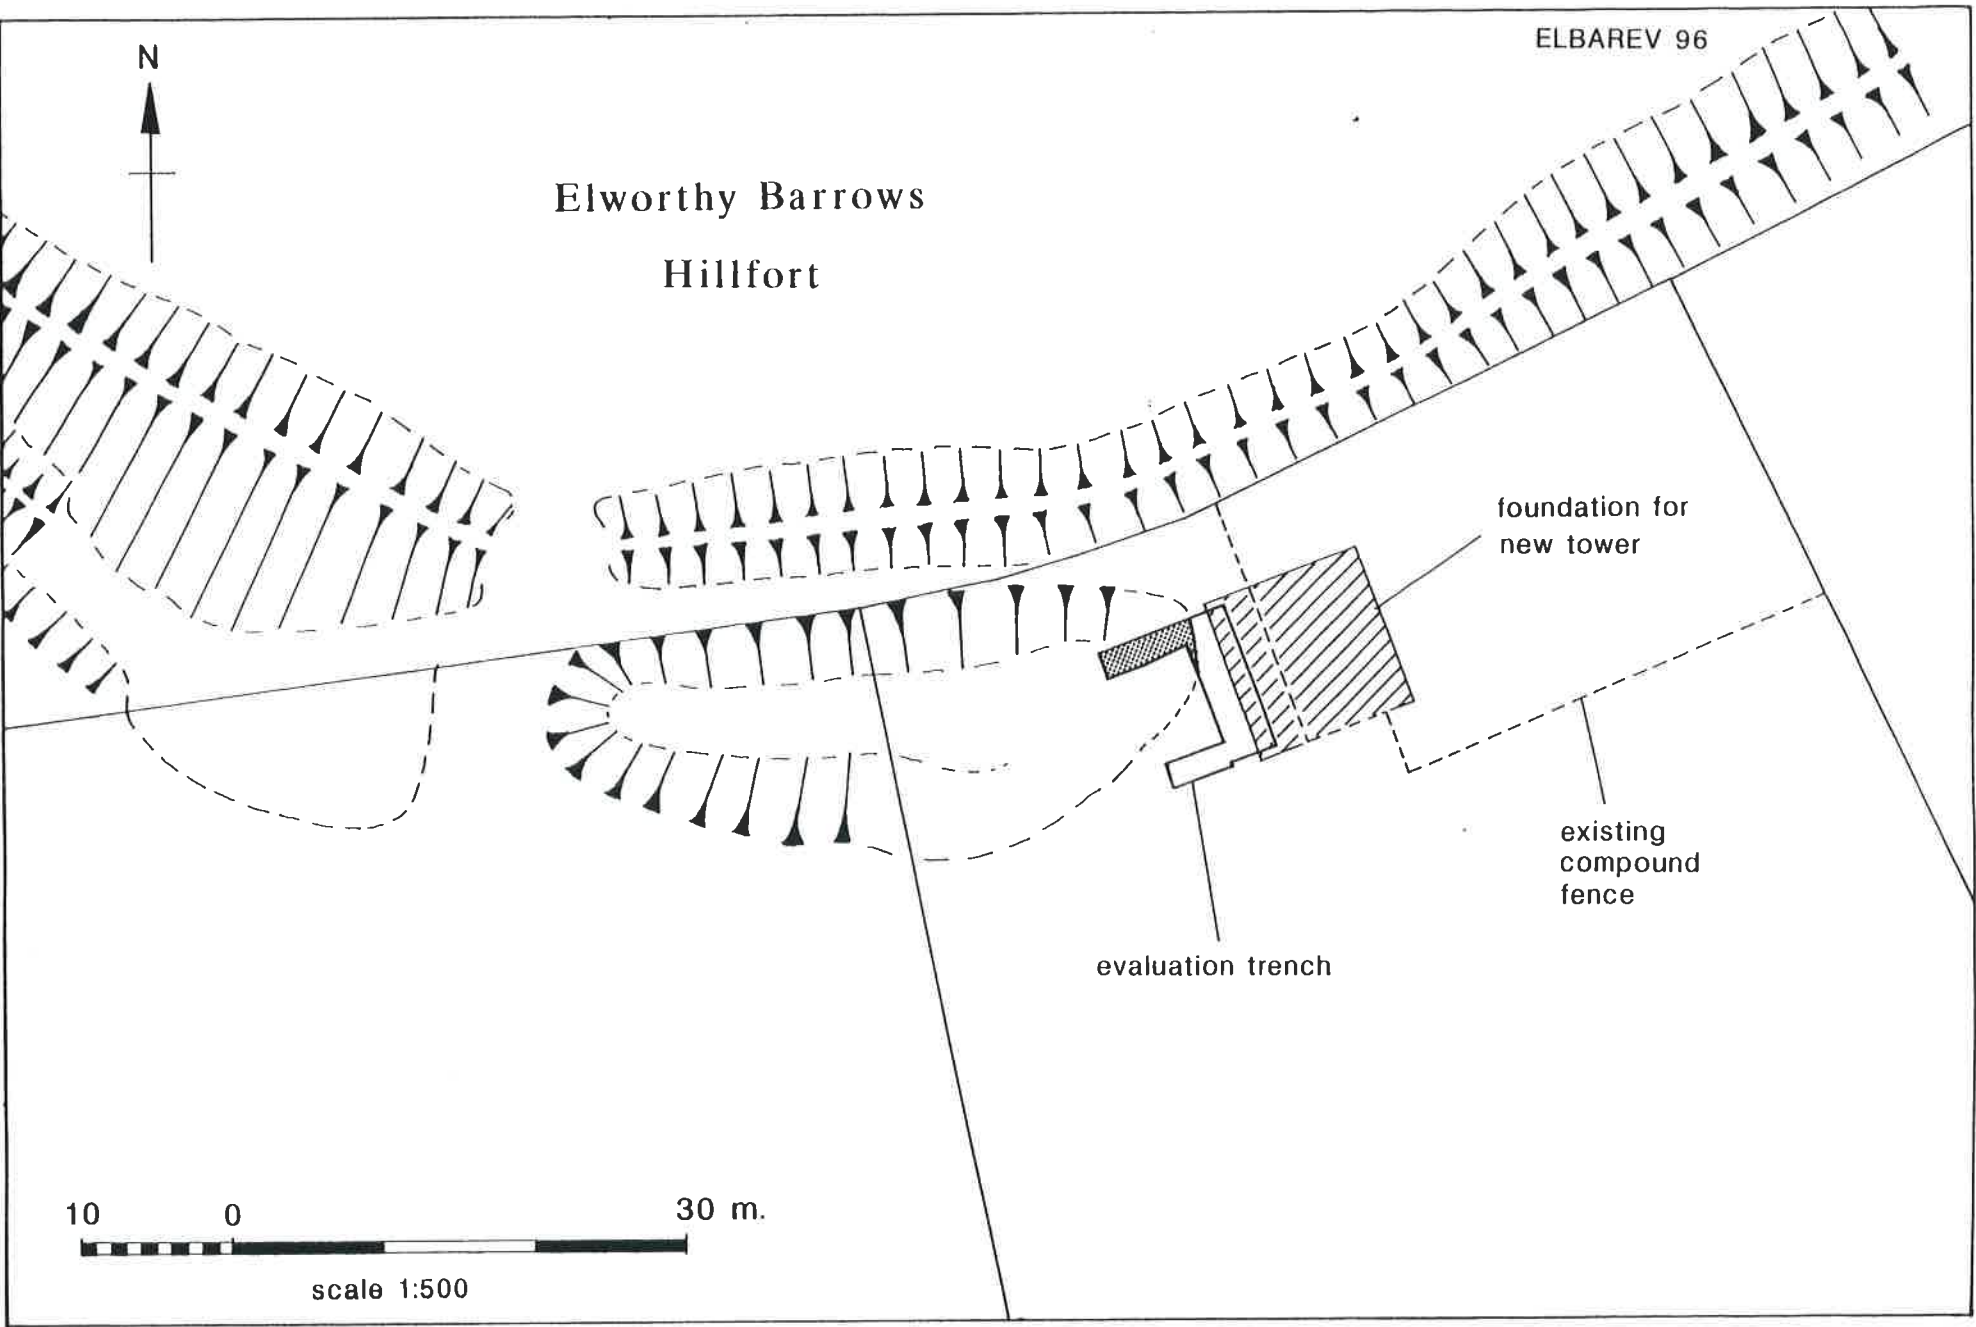 ELBAREV 96
N
Elworthy Barrows
Hillfort
foundation for
new tower
existing
compound
fence
evaluation trench
10 0 30 m.
scale 1:500